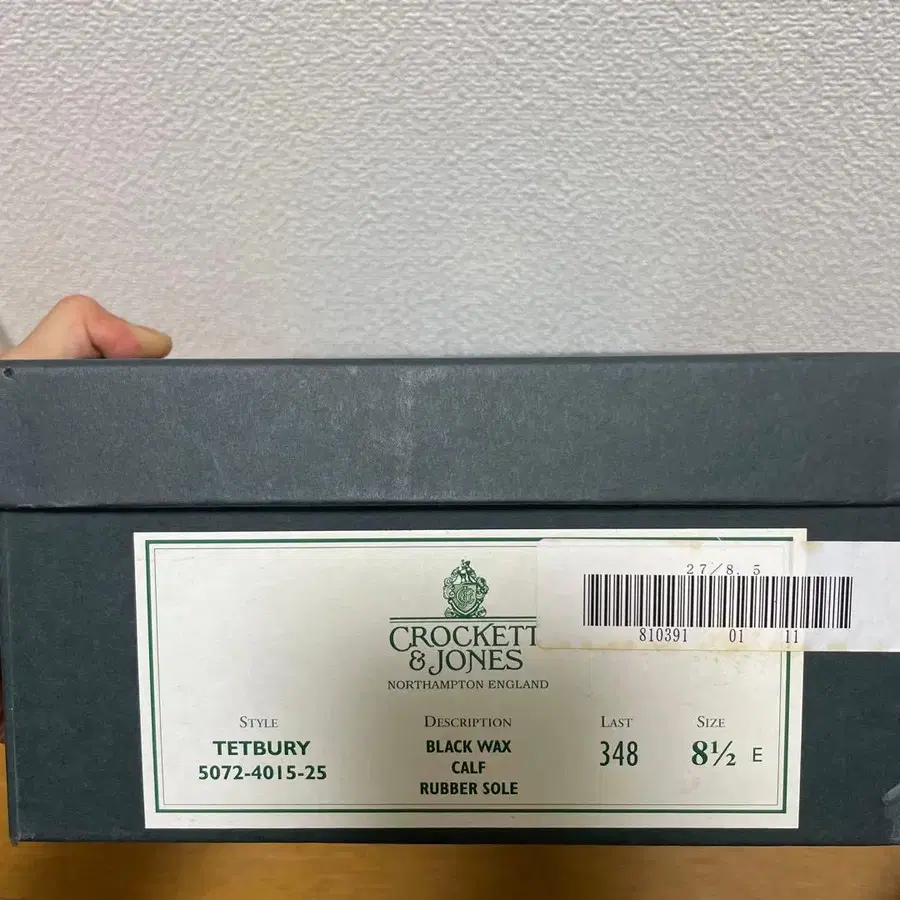 27/8. 5
810391 01 11
CROCKETT
& JONES
NORTHAMPTON ENGLAND
STYLE DESCRIPTION LAST SIZE
TETBURY BLACK WAX 348 8½ E
5072-4015-25 CALF
RUBBER SOLE